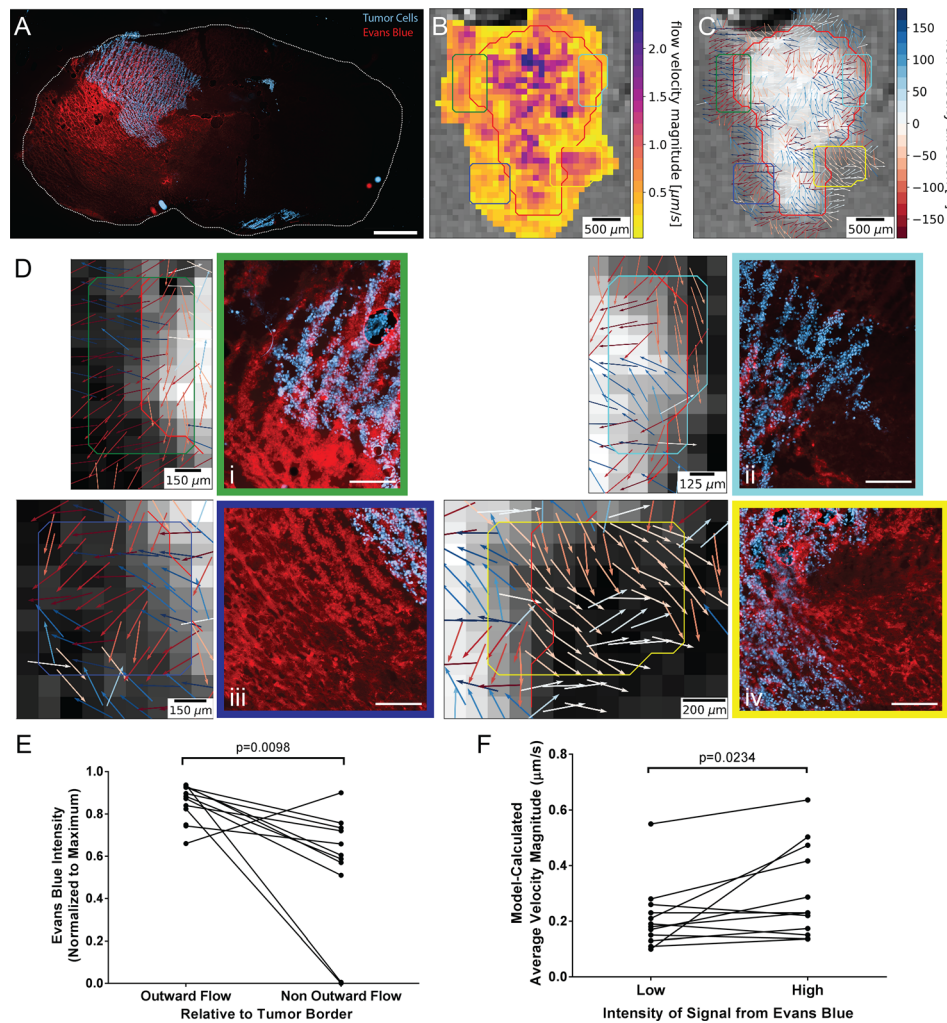 A
Tumor Cells
Evans Blue
B
2.0
1.5
1.0
0.5
flow velocity magnitude [μm/s]
500 μm
C
150
100
50
0
−50
−100
−150
500 μm
D
150 μm
i
125 μm
ii
150 μm
iii
200 μm
iv
E
p=0.0098
1.0
0.8
0.6
0.4
0.2
0.0
Evans Blue Intensity
(Normalized to Maximum)
Outward Flow
Non Outward Flow
Relative to Tumor Border
F
p=0.0234
0.8
0.6
0.4
0.2
0.0
Model-Calculated
Average Velocity Magnitude (μm/s)
Low
High
Intensity of Signal from Evans Blue